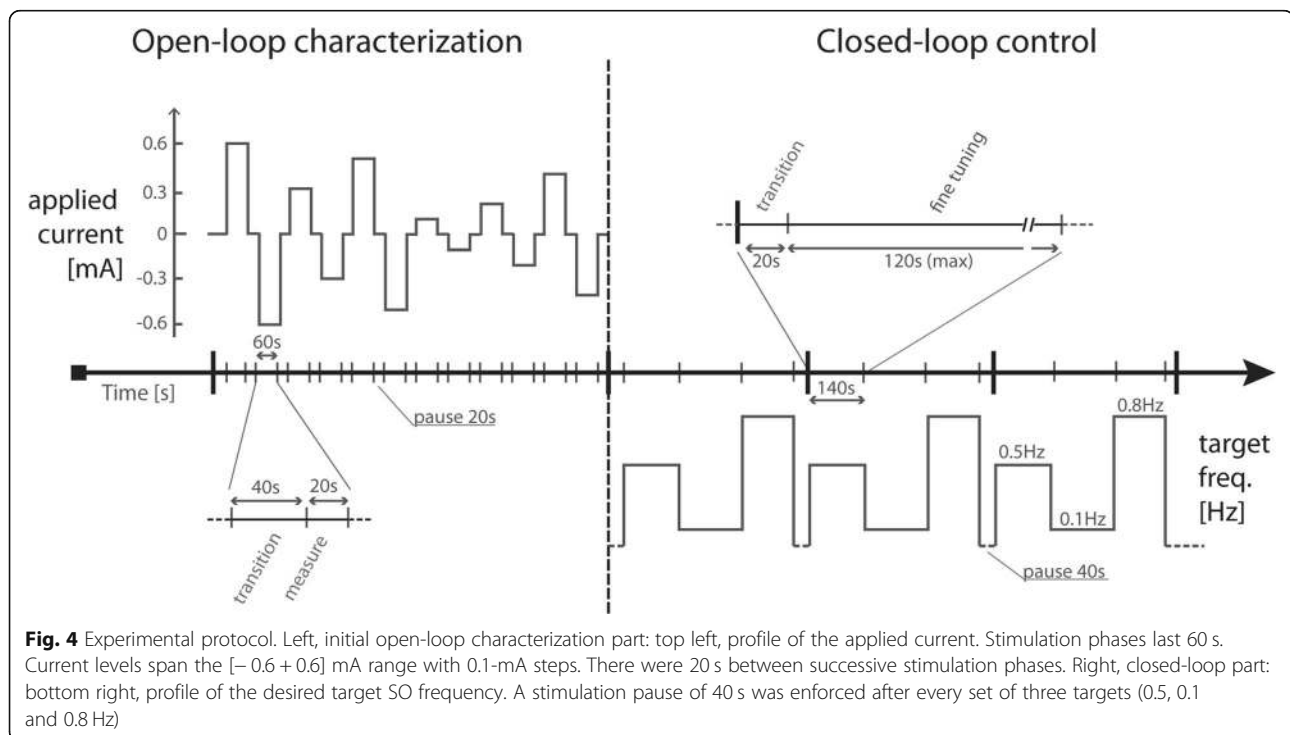 Open-loop characterization
Closed-loop control
applied
current
[mA]
0.6
0.3
0
-0.3
-0.6
60s
Time [s]
pause 20s
40s
20s
transition
measure
transition
fine tuning
20s
120s (max)
140s
0.5Hz
0.1Hz
0.8Hz
target
freq.
[Hz]
pause 40s
Fig. 4 Experimental protocol. Left, initial open-loop characterization part: top left, profile of the applied current. Stimulation phases last 60 s.
Current levels span the [− 0.6 + 0.6] mA range with 0.1-mA steps. There were 20 s between successive stimulation phases. Right, closed-loop part:
bottom right, profile of the desired target SO frequency. A stimulation pause of 40 s was enforced after every set of three targets (0.5, 0.1
and 0.8 Hz)